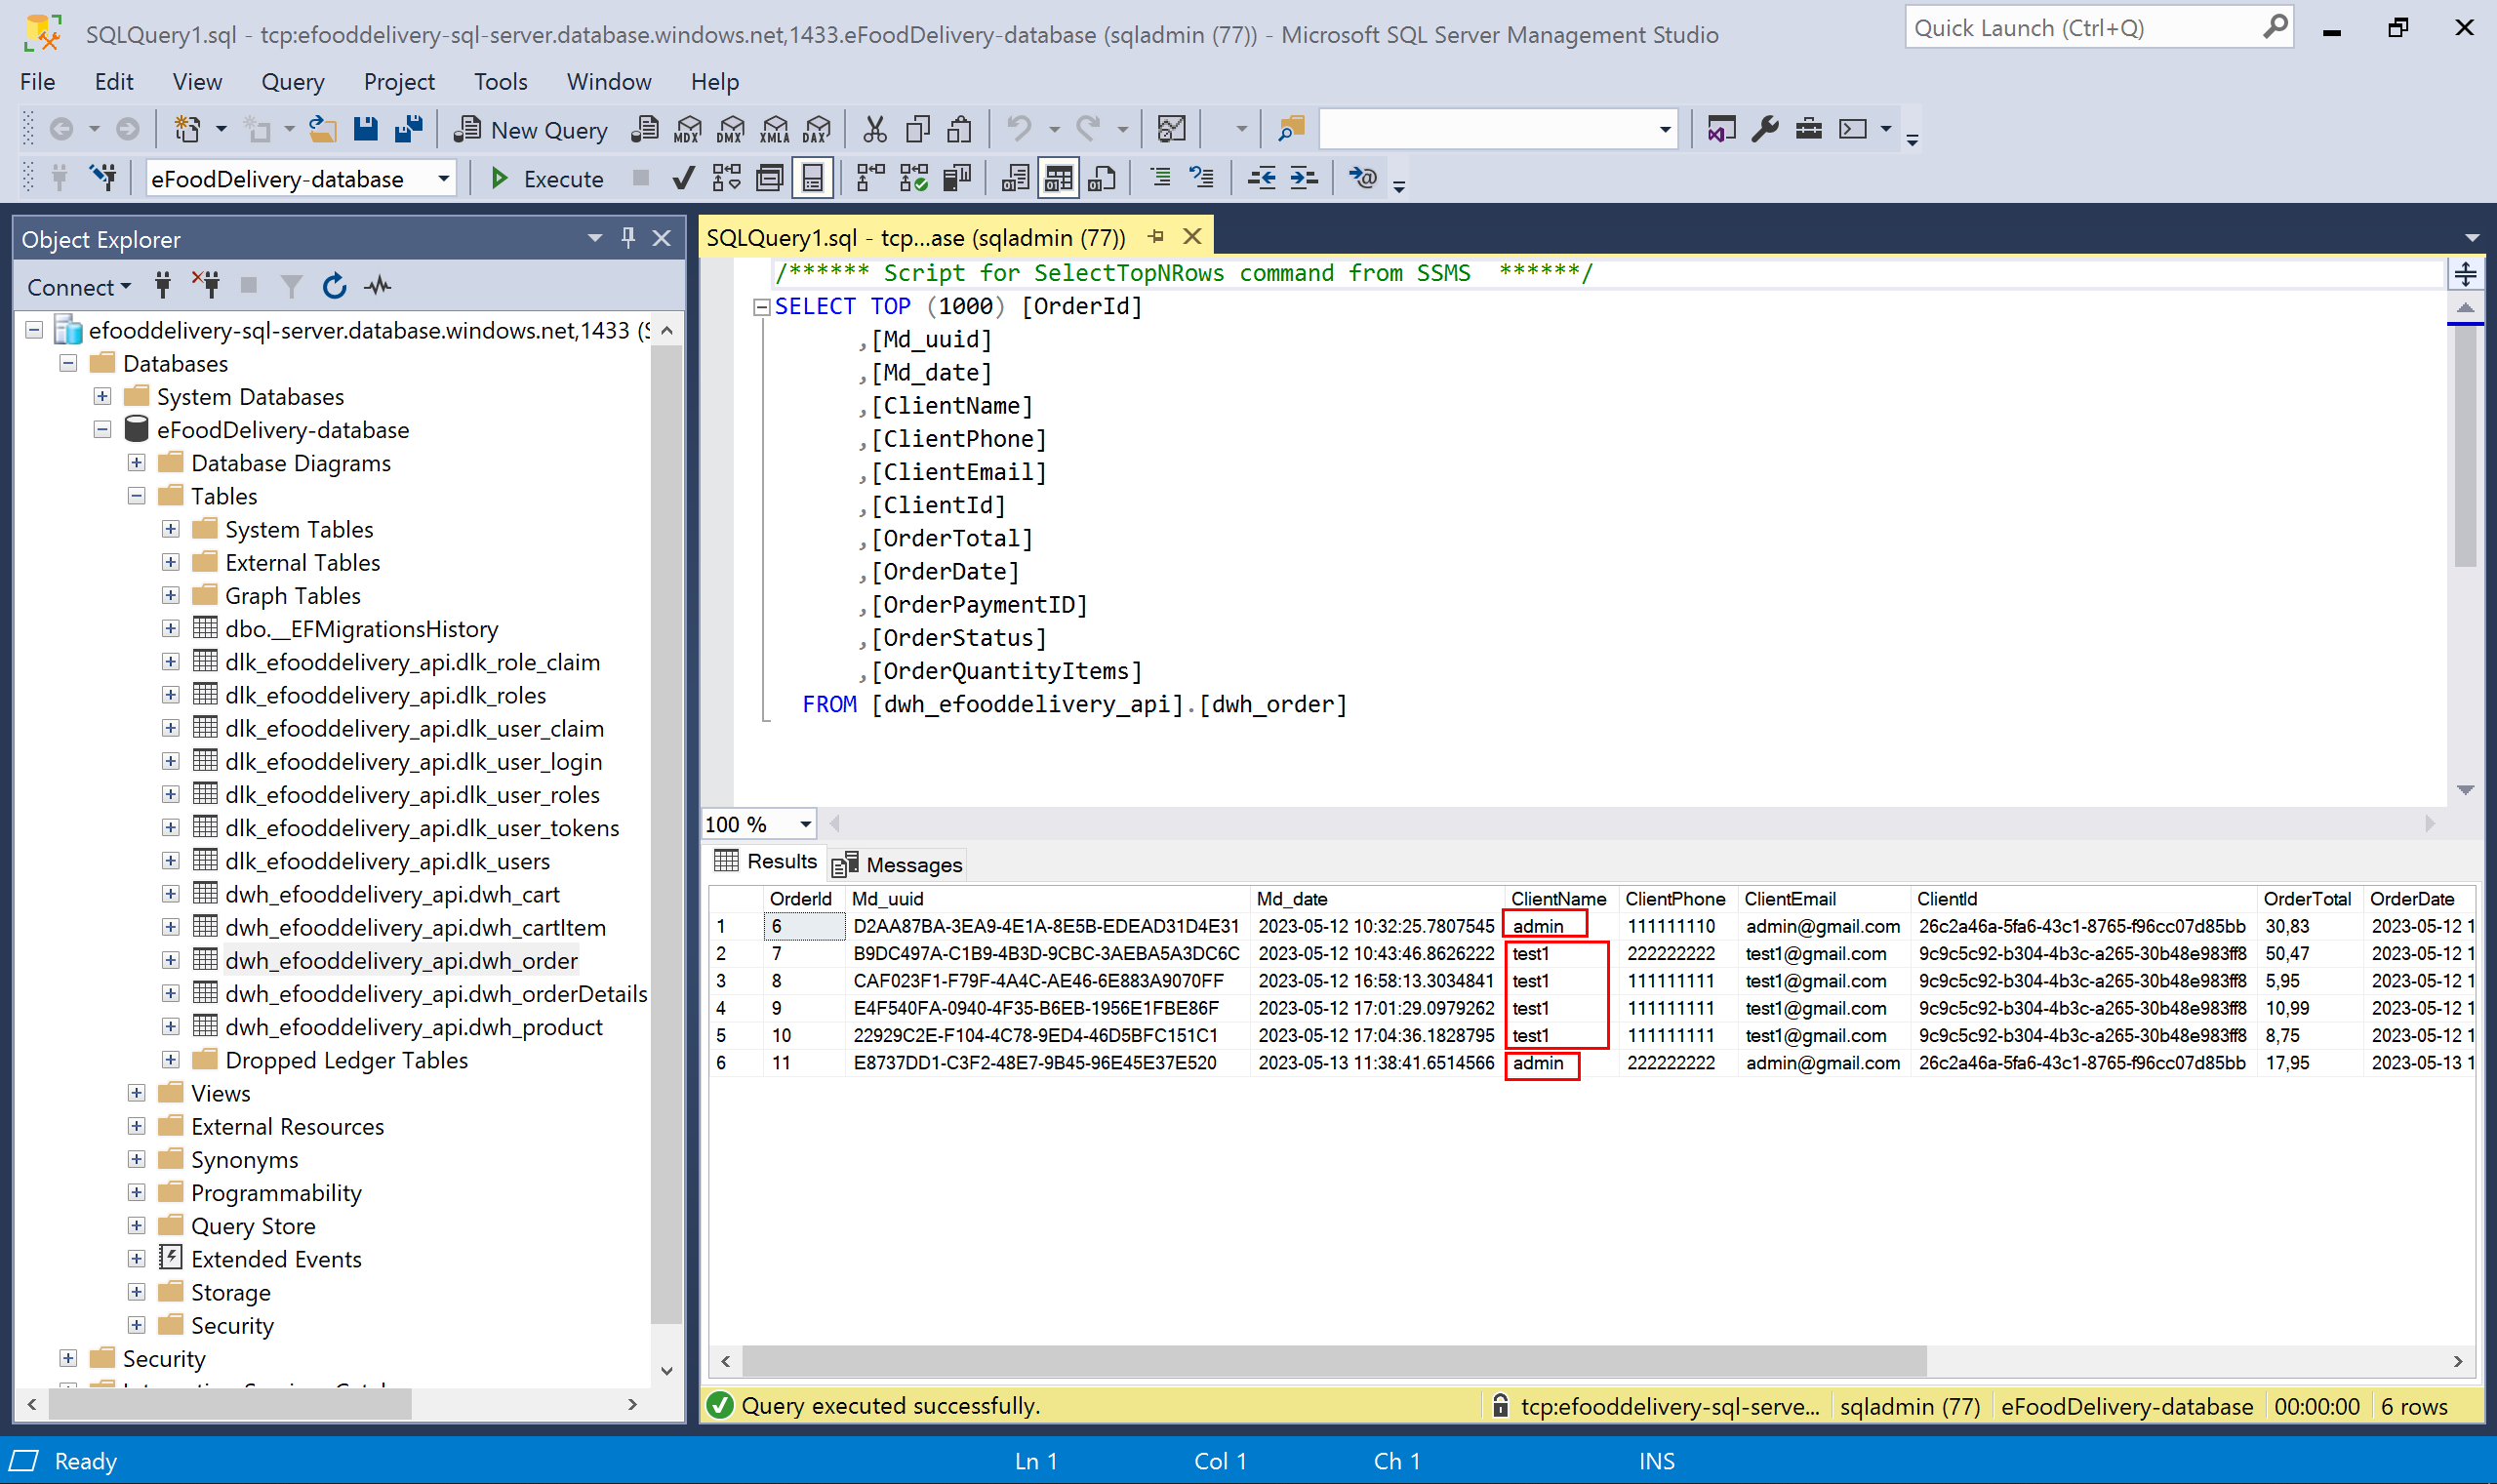 SQLQuery1.sql - tcp:efooddelivery-sql-server.database.windows.net,1433.eFoodDelivery-database (sqladmin (77)) - Microsoft SQL Server Management Studio
Quick Launch (Ctrl+Q)
File Edit View Query Project Tools Window Help
New Query MDX DMX XMLA DAX
eFoodDelivery-database Execute
Object Explorer
Connect
efooddelivery-sql-server.database.windows.net,1433 (S
Databases
System Databases
eFoodDelivery-database
Database Diagrams
Tables
System Tables
External Tables
Graph Tables
dbo.__EFMigrationsHistory
dlk_efooddelivery_api.dlk_role_claim
dlk_efooddelivery_api.dlk_roles
dlk_efooddelivery_api.dlk_user_claim
dlk_efooddelivery_api.dlk_user_login
dlk_efooddelivery_api.dlk_user_roles
dlk_efooddelivery_api.dlk_user_tokens
dlk_efooddelivery_api.dlk_users
dwh_efooddelivery_api.dwh_cart
dwh_efooddelivery_api.dwh_cartItem
dwh_efooddelivery_api.dwh_order
dwh_efooddelivery_api.dwh_orderDetails
dwh_efooddelivery_api.dwh_product
Dropped Ledger Tables
Views
External Resources
Synonyms
Programmability
Query Store
Extended Events
Storage
Security
Security
SQLQuery1.sql - tcp...ase (sqladmin (77))
/****** Script for SelectTopNRows command from SSMS ******/
SELECT TOP (1000) [OrderId]
,[Md_uuid]
,[Md_date]
,[ClientName]
,[ClientPhone]
,[ClientEmail]
,[ClientId]
,[OrderTotal]
,[OrderDate]
,[OrderPaymentID]
,[OrderStatus]
,[OrderQuantityItems]
FROM [dwh_efooddelivery_api].[dwh_order]
100 %
Results Messages
OrderId Md_uuid Md_date ClientName ClientPhone ClientEmail ClientId OrderTotal OrderDate
1 6 D2AA87BA-3EA9-4E1A-8E5B-EDEAD31D4E31 2023-05-12 10:32:25.7807545 admin 111111110 admin@gmail.com 26c2a46a-5fa6-43c1-8765-f96cc07d85bb 30,83 2023-05-12 1
2 7 B9DC497A-C1B9-4B3D-9CBC-3AEBA5A3DC6C 2023-05-12 10:43:46.8626222 test1 222222222 test1@gmail.com 9c9c5c92-b304-4b3c-a265-30b48e983ff8 50,47 2023-05-12 1
3 8 CAF023F1-F79F-4A4C-AE46-6E883A9070FF 2023-05-12 16:58:13.3034841 test1 111111111 test1@gmail.com 9c9c5c92-b304-4b3c-a265-30b48e983ff8 5,95 2023-05-12 1
4 9 E4F540FA-0940-4F35-B6EB-1956E1FBE86F 2023-05-12 17:01:29.0979262 test1 111111111 test1@gmail.com 9c9c5c92-b304-4b3c-a265-30b48e983ff8 10,99 2023-05-12 1
5 10 22929C2E-F104-4C78-9ED4-46D5BFC151C1 2023-05-12 17:04:36.1828795 test1 111111111 test1@gmail.com 9c9c5c92-b304-4b3c-a265-30b48e983ff8 8,75 2023-05-12 1
6 11 E8737DD1-C3F2-48E7-9B45-96E45E37E520 2023-05-13 11:38:41.6514566 admin 222222222 admin@gmail.com 26c2a46a-5fa6-43c1-8765-f96cc07d85bb 17,95 2023-05-13 1
Query executed successfully. tcp:efooddelivery-sql-serve... sqladmin (77) eFoodDelivery-database 00:00:00 6 rows
Ready Ln 1 Col 1 Ch 1 INS